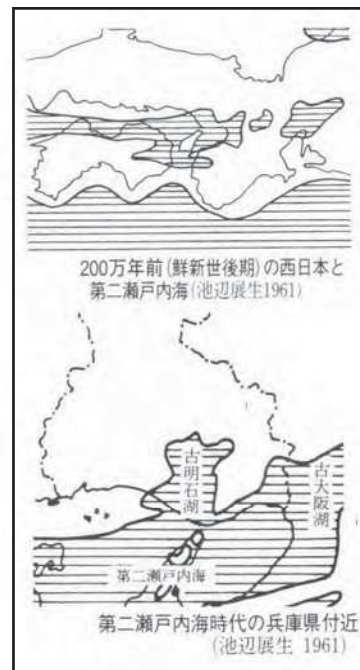 200万年前(鮮新世後期)の西日本と
第二瀬戸内海(池辺展生1961)
古明石湖
古大阪湖
第二瀬戸内海
第二瀬戸内海時代の兵庫県付近
(池辺展生 1961)